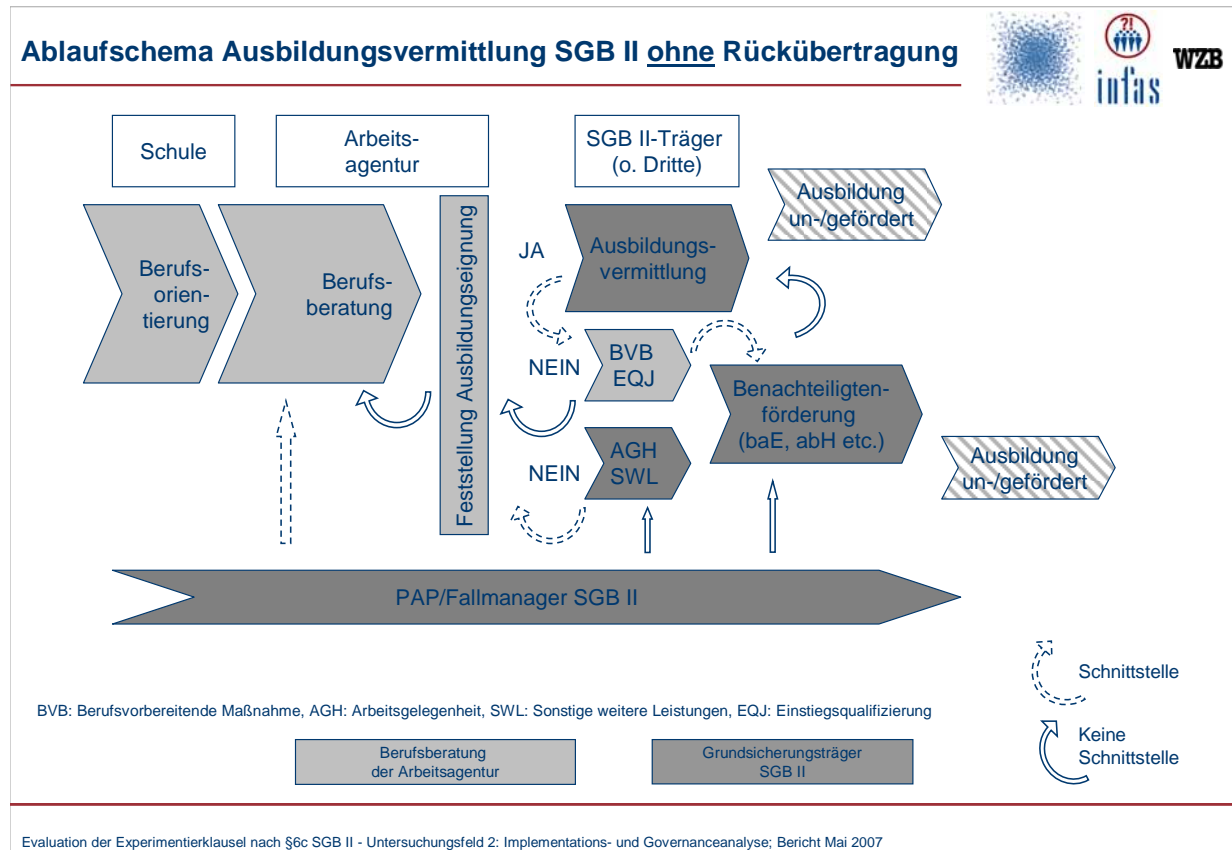 Ablaufschema Ausbildungsvermittlung SGB II ohne Rückübertragung
?!
infas
WZB
Schule
Arbeits-
agentur
SGB II-Träger
(o. Dritte)
Ausbildung
un-/gefördert
Berufs-
orien-
tierung
Berufs-
beratung
Feststellung Ausbildungseignung
JA
Ausbildungs-
vermittlung
NEIN
BVB
EQJ
Benachteiligten-
förderung
(baE, abH etc.)
NEIN
AGH
SWL
Ausbildung
un-/gefördert
PAP/Fallmanager SGB II
Schnittstelle
BVB: Berufsvorbereitende Maßnahme, AGH: Arbeitsgelegenheit, SWL: Sonstige weitere Leistungen, EQJ: Einstiegsqualifizierung
Keine
Schnittstelle
Berufsberatung
der Arbeitsagentur
Grundsicherungsträger
SGB II
Evaluation der Experimentierklausel nach §6c SGB II - Untersuchungsfeld 2: Implementations- und Governanceanalyse; Bericht Mai 2007